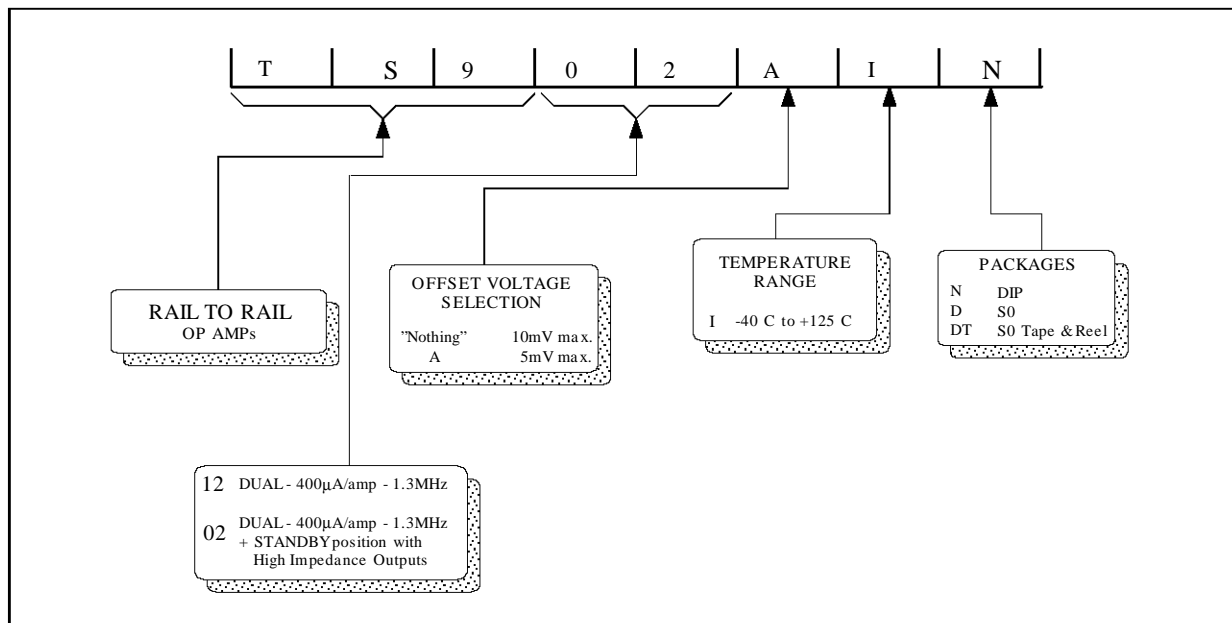 T S 9 0 2 A I N
RAIL TO RAIL
OP AMPs
OFFSET VOLTAGE
SELECTION
"Nothing" 10mV max.
A 5mV max.
TEMPERATURE
RANGE
I -40 C to +125 C
PACKAGES
N DIP
D S0
DT S0 Tape & Reel
12 DUAL - 400µA/amp - 1.3MHz
02 DUAL - 400µA/amp - 1.3MHz
+ STANDBY position with
High Impedance Outputs